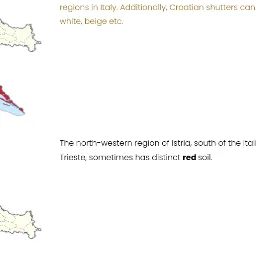 regions in Italy. Additionally, Croatian shutters can
white, beige etc.
The north-western region of Istria, south of the Ital
Trieste, sometimes has distinct red soil.